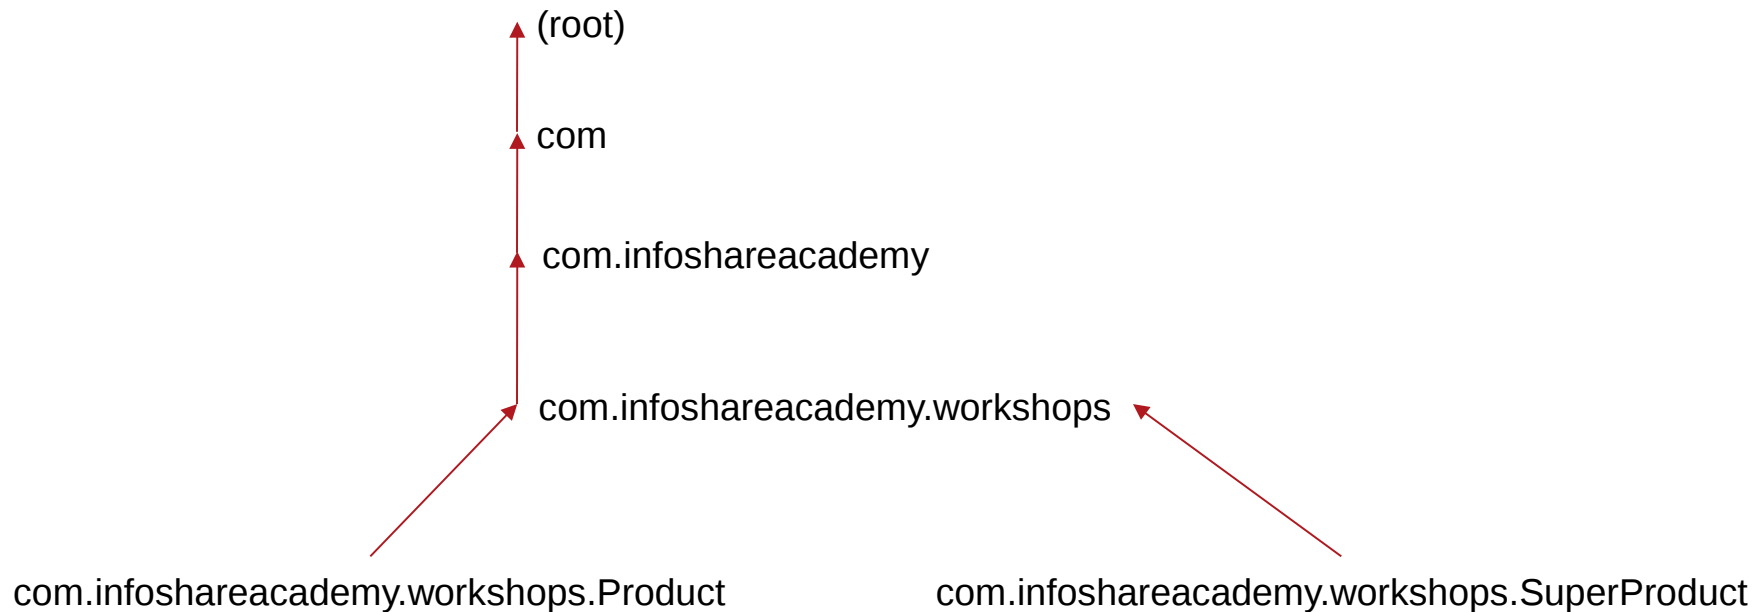 (root)
com
com.infoshareacademy
com.infoshareacademy.workshops
com.infoshareacademy.workshops.Product
com.infoshareacademy.workshops.SuperProduct